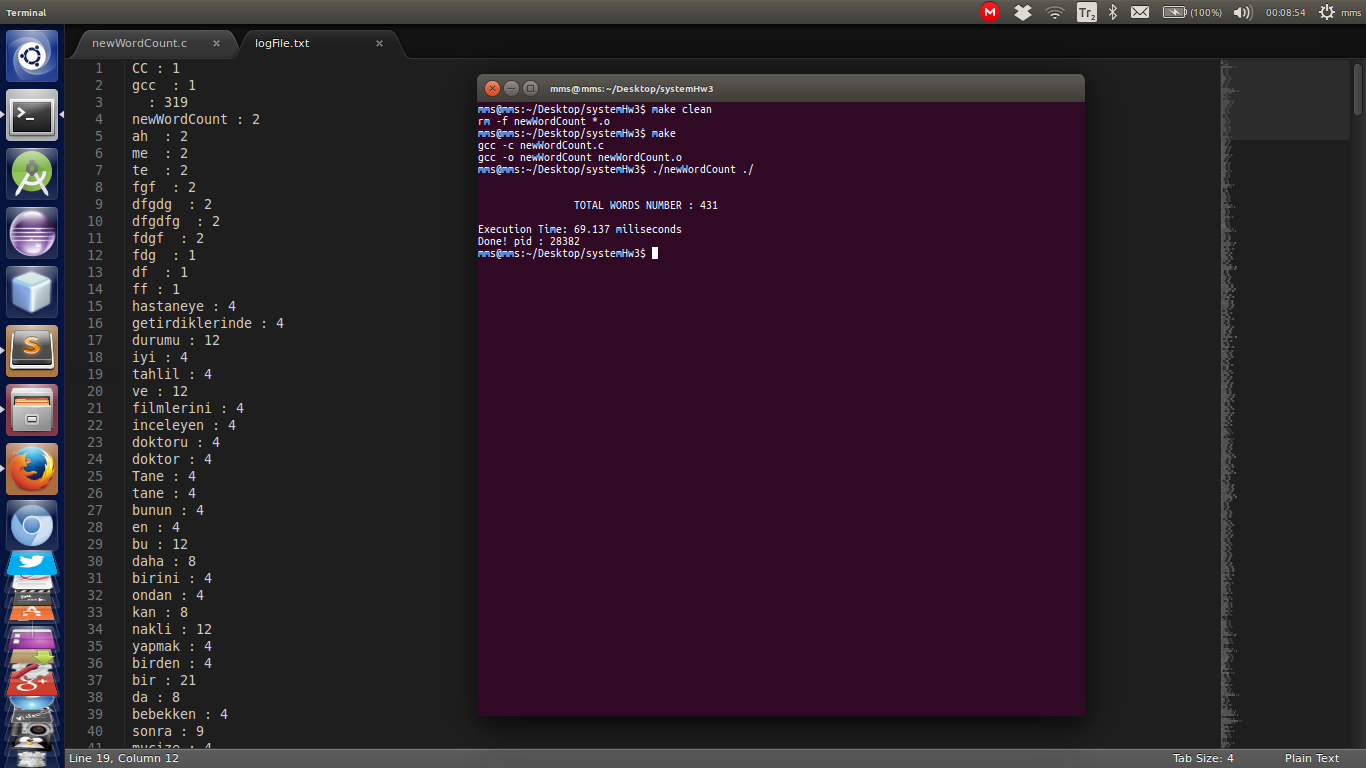 Terminal
M
Tr2
(100%)
00:08:54
mms
newWordCount.c
logFile.txt
1 CC : 1
2 gcc  : 1
3   : 319
4 newWordCount : 2
5 ah  : 2
6 me  : 2
7 te  : 2
8 fgf  : 2
9 dfgdg  : 2
10 dfgdfg  : 2
11 fdgf  : 2
12 fdg  : 1
13 df  : 1
14 ff : 1
15 hastaneye : 4
16 getirdiklerinde : 4
17 durumu : 12
18 iyi : 4
19 tahlil : 4
20 ve : 12
21 filmlerini : 4
22 inceleyen : 4
23 doktoru : 4
24 doktor : 4
25 Tane : 4
26 tane : 4
27 bunun : 4
28 en : 4
29 bu : 12
30 daha : 8
31 birini : 4
32 ondan : 4
33 kan : 8
34 nakli : 12
35 yapmak : 4
36 birden : 4
37 bir : 21
38 da : 8
39 bebekken : 4
40 sonra : 9
41 mucize : 4
mms@mms:~/Desktop/systemHw3
mms@mms:~/Desktop/systemHw3$ make clean
rm -f newWordCount *.o
mms@mms:~/Desktop/systemHw3$ make
gcc -c newWordCount.c
gcc -o newWordCount newWordCount.o
mms@mms:~/Desktop/systemHw3$ ./newWordCount ./
TOTAL WORDS NUMBER : 431
Execution Time: 69.137 miliseconds
Done! pid : 28382
mms@mms:~/Desktop/systemHw3$
Line 19, Column 12
Tab Size: 4
Plain Text